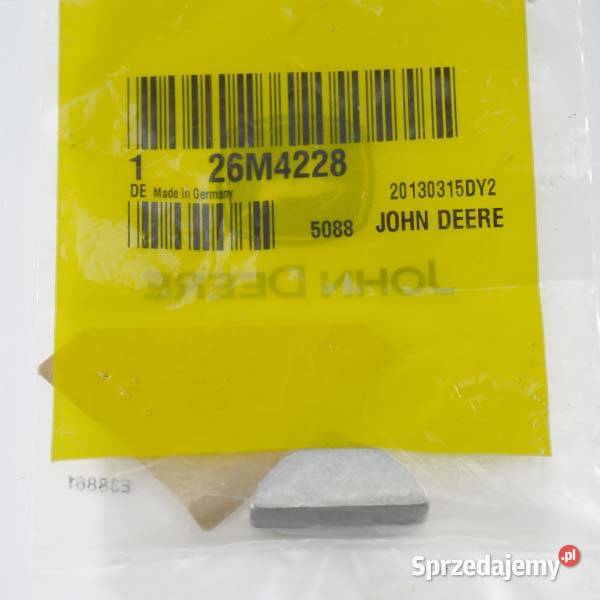 1 26M4228
DE Made In Germany 20130315DY2
5088 JOHN DEERE
JOHN DEERE
E38861
Sprzedajemy.pl